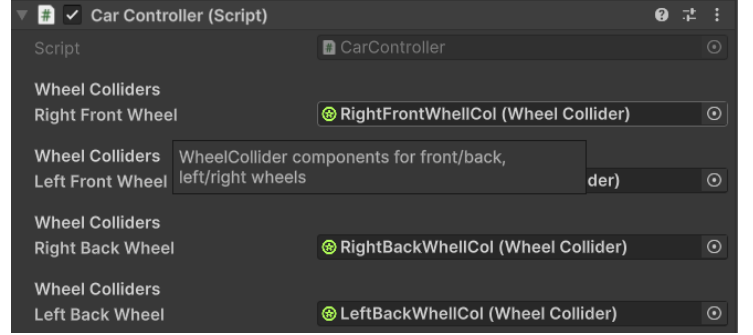 Car Controller (Script)
Script
CarController
Wheel Colliders
Right Front Wheel
RightFrontWhellCol (Wheel Collider)
Wheel Colliders
WheelCollider components for front/back,
left/right wheels
Left Front Wheel
der)
Wheel Colliders
Right Back Wheel
RightBackWhellCol (Wheel Collider)
Wheel Colliders
Left Back Wheel
LeftBackWhellCol (Wheel Collider)